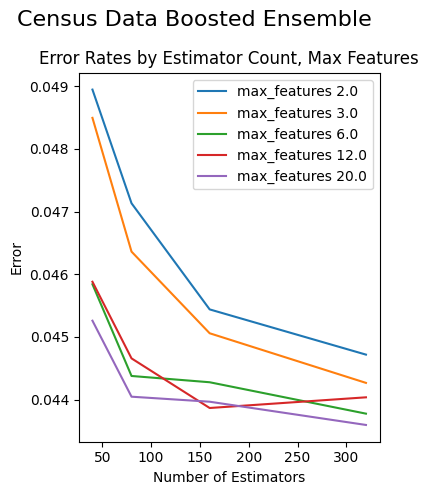 Census Data Boosted Ensemble
Error Rates by Estimator Count, Max Features
0.049
0.048
0.047
0.046
0.045
0.044
Error
max_features 2.0
max_features 3.0
max_features 6.0
max_features 12.0
max_features 20.0
50
100
150
200
250
300
Number of Estimators